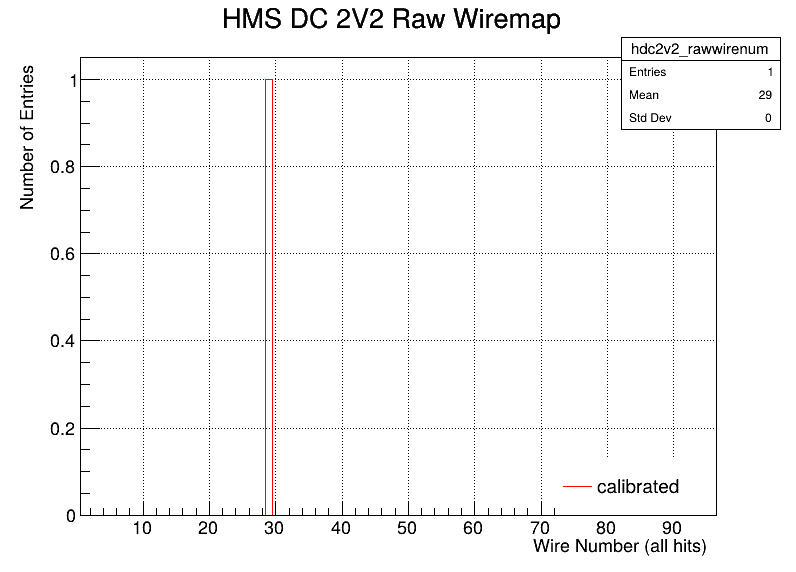 HMS DC 2V2 Raw Wiremap
hdc2v2_rawwirenum
Entries 1
Mean 29
Std Dev 0
Number of Entries
1
0.8
0.6
0.4
0.2
0
calibrated
10 20 30 40 50 60 70 80 90
Wire Number (all hits)